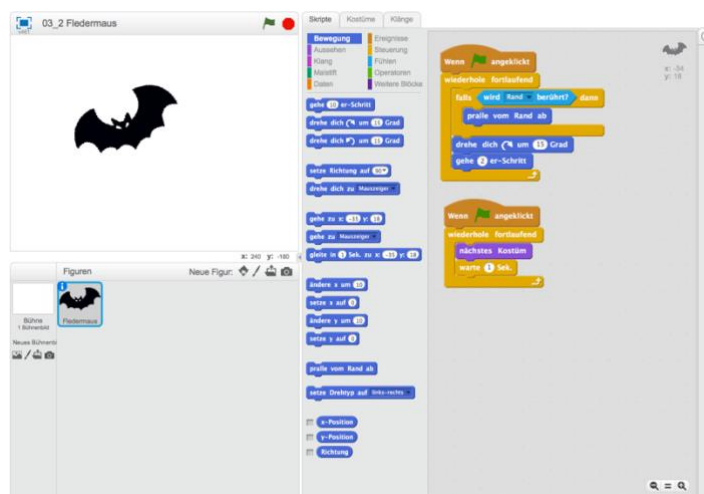 03_2 Fledermaus
x: 240 y: -180
Figuren
Neue Figur:
Bühne
1 Bühnenbild
Fledermaus
Neues Bühnenbi
Skripte
Kostüme
Klänge
Bewegung
Aussehen
Klang
Malstift
Daten
Ereignisse
Steuerung
Fühlen
Operatoren
Weitere Blöcke
gehe 10 er-Schritt
drehe dich um 15 Grad
drehe dich um 15 Grad
setze Richtung auf 90
drehe dich zu Mauszeiger
gehe zu x: -35 y: 18
gehe zu Mauszeiger
gleite in 1 Sek. zu x: -35 y: 18
ändere x um 10
setze x auf 0
ändere y um 10
setze y auf 0
pralle vom Rand ab
setze Drehtyp auf links-rechts
x-Position
y-Position
Richtung
Wenn angeklickt
wiederhole fortlaufend
falls wird Rand berührt? dann
pralle vom Rand ab
drehe dich um 15 Grad
gehe 2 er-Schritt
Wenn angeklickt
wiederhole fortlaufend
nächstes Kostüm
warte 1 Sek.
y: 18